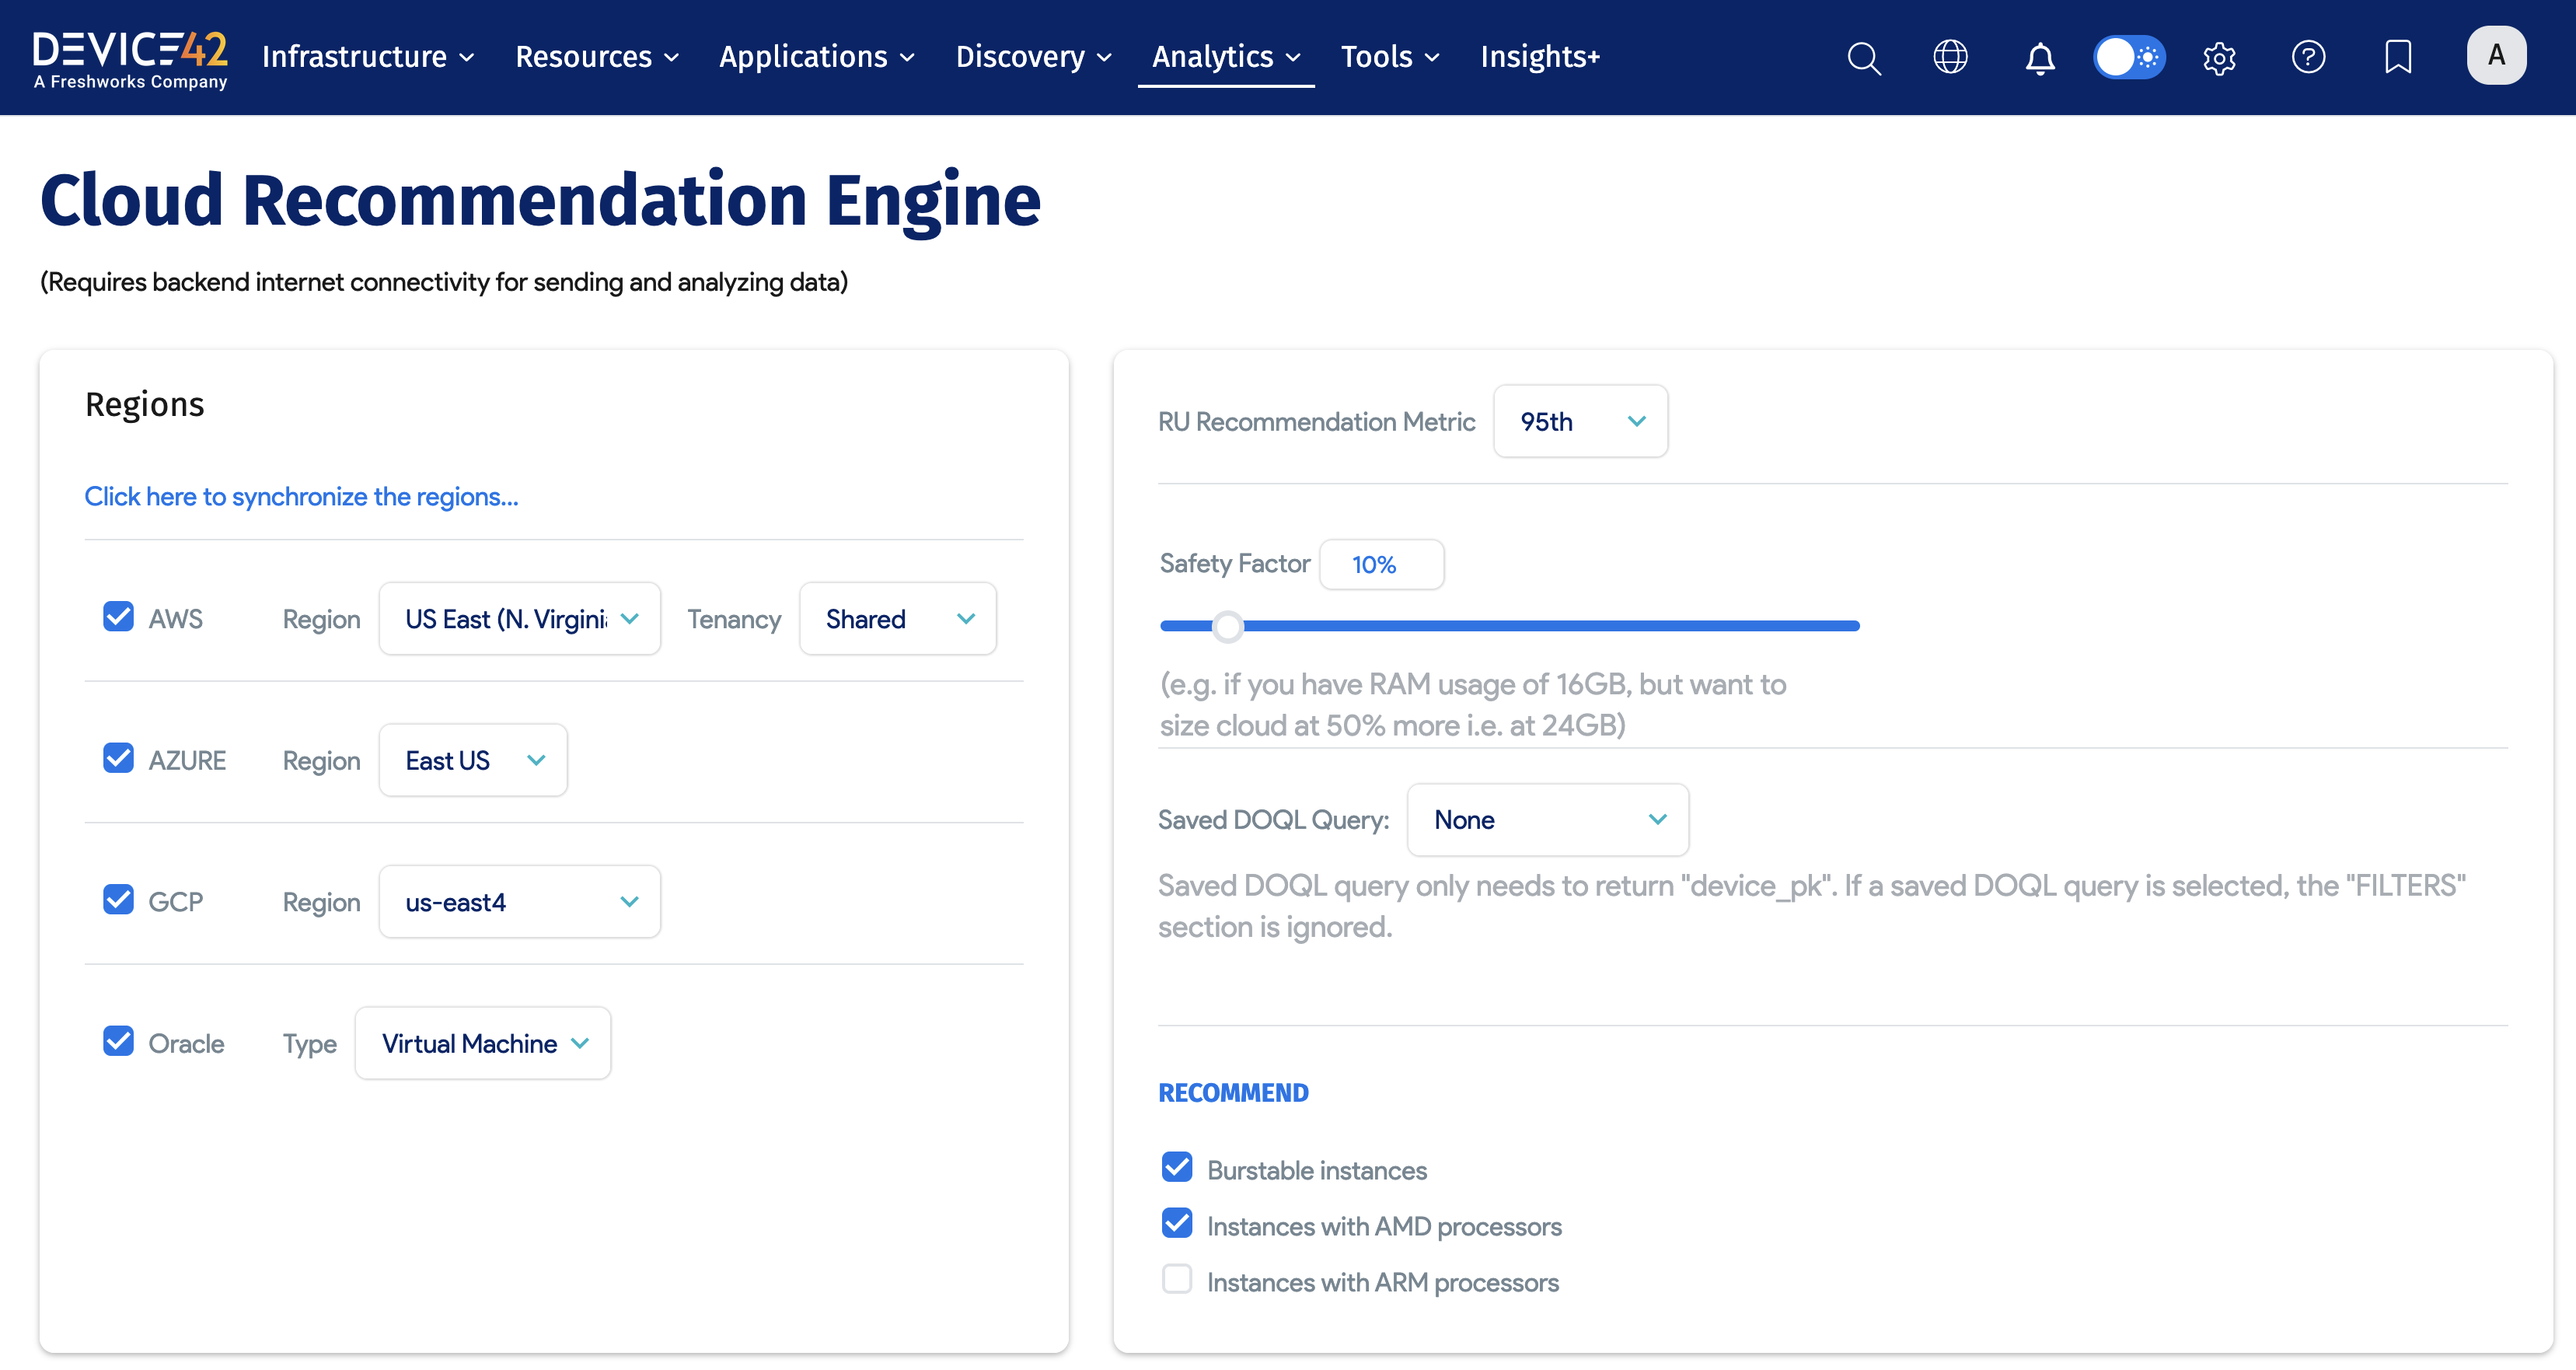 DEVICE42
A Freshworks Company
Infrastructure
Resources
Applications
Discovery
Analytics
Tools
Insights+
A
Cloud Recommendation Engine
(Requires backend internet connectivity for sending and analyzing data)
Regions
Click here to synchronize the regions...
AWS Region US East (N. Virginia Tenancy Shared
AZURE Region East US
GCP Region us-east4
Oracle Type Virtual Machine
RU Recommendation Metric 95th
Safety Factor 10%
(e.g. if you have RAM usage of 16GB, but want to
size cloud at 50% more i.e. at 24GB)
Saved DOQL Query: None
Saved DOQL query only needs to return "device_pk". If a saved DOQL query is selected, the "FILTERS"
section is ignored.
RECOMMEND
Burstable instances
Instances with AMD processors
Instances with ARM processors